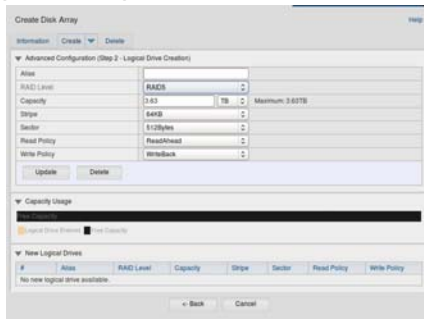 Create Disk Array
Help
Information Create Delete
Advanced Configuration (Step 2 - Logical Drive Creation)
Alias
RAID Level RAID5
Capacity 3.63 TB Maximum: 3.63TB
Stripe 64KB
Sector 512Bytes
Read Policy ReadAhead
Write Policy WriteBack
Update Delete
Capacity Usage
Free Capacity
Logical Drive Existed Free Capacity
New Logical Drives
# Alias RAID Level Capacity Stripe Sector Read Policy Write Policy
No new logical drive available.
<- Back Cancel